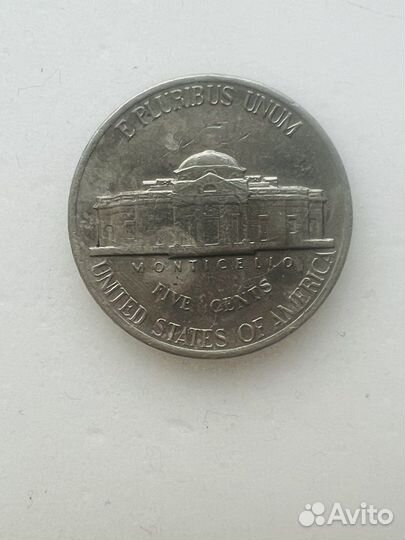 E PLURIBUS UNUM
MONTICELLO
FIVE CENTS
UNITED STATES OF AMERICA
Avito